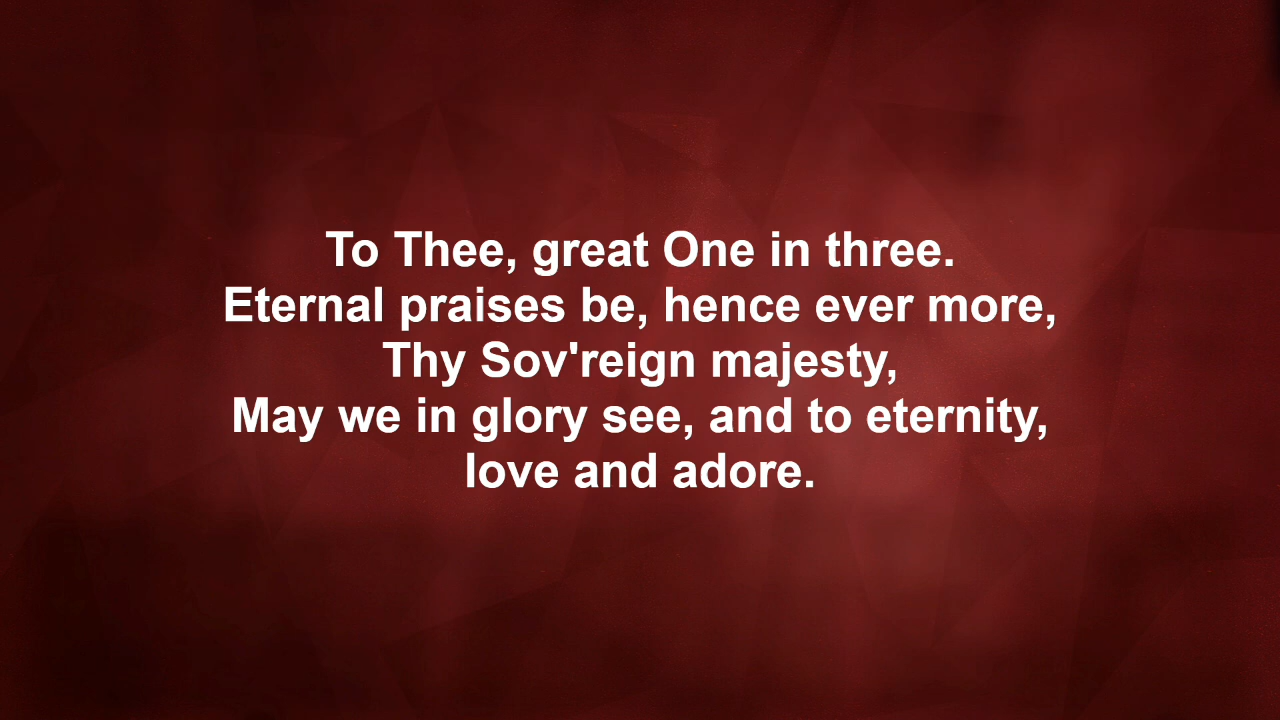 To Thee, great One in three.
Eternal praises be, hence ever more,
Thy Sov'reign majesty,
May we in glory see, and to eternity,
love and adore.